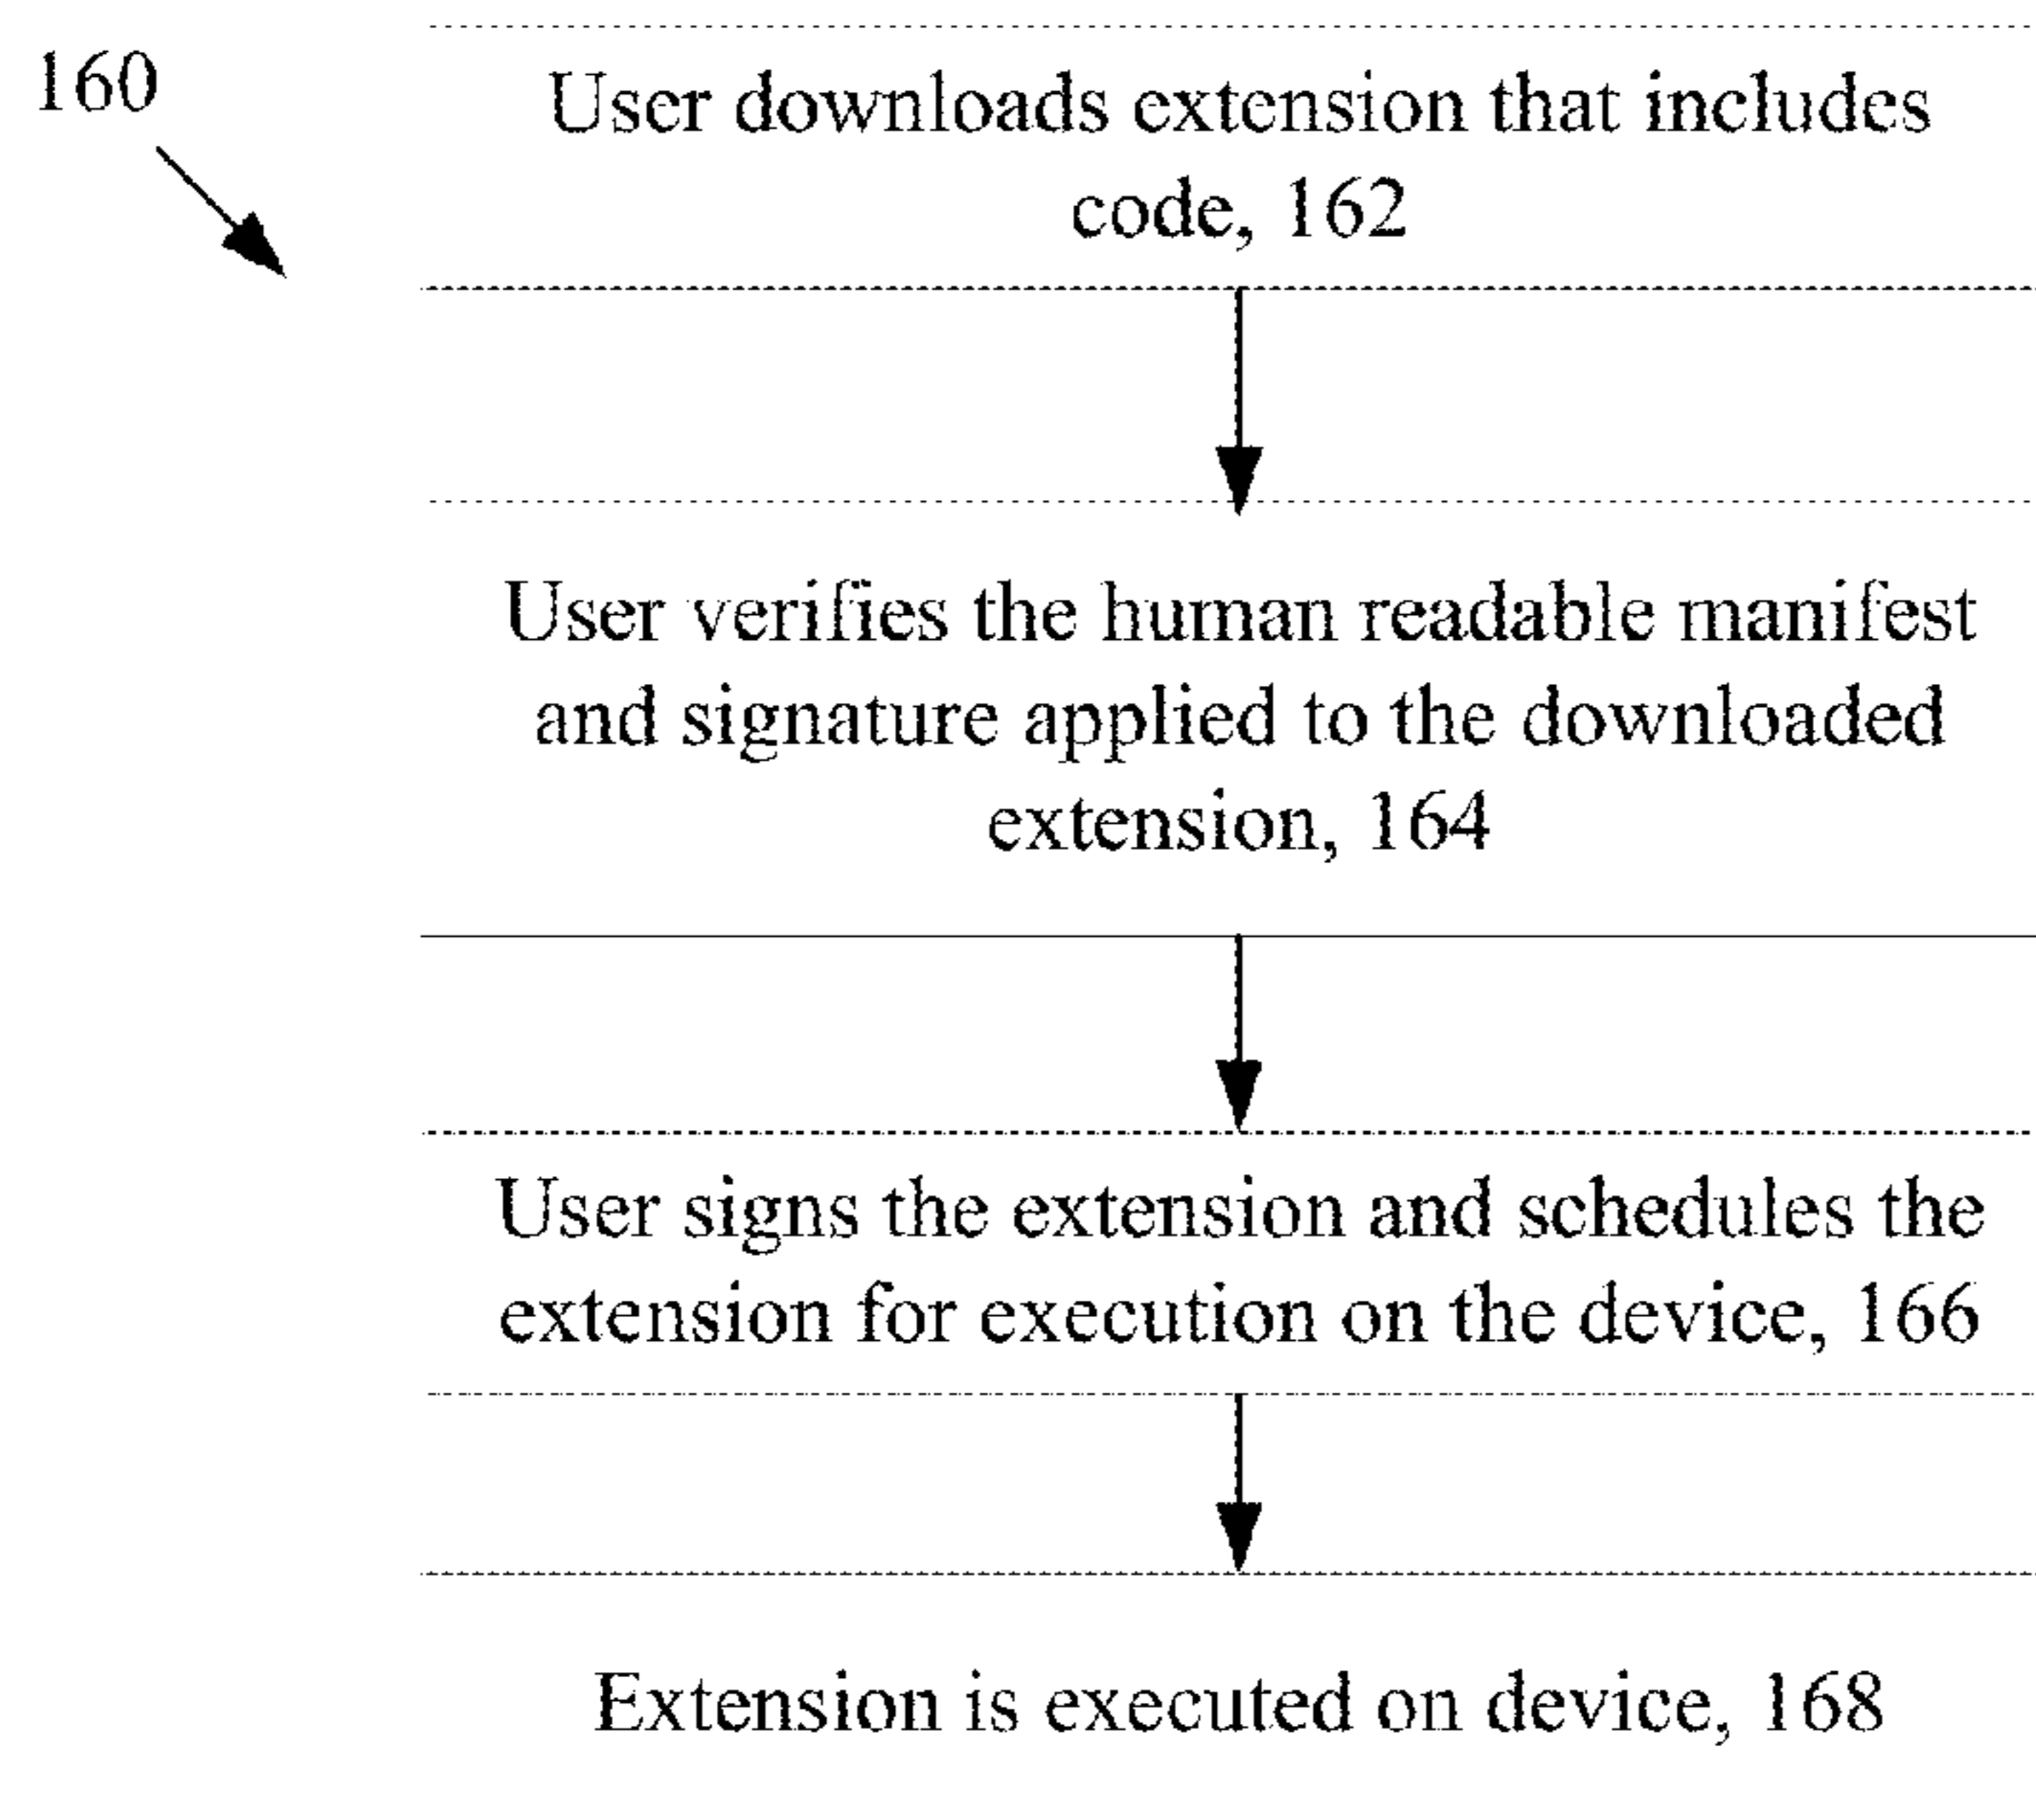 160
User downloads extension that includes
code, 162
User verifies the human readable manifest
and signature applied to the downloaded
extension, 164
User signs the extension and schedules the
extension for execution on the device, 166
Extension is executed on device, 168